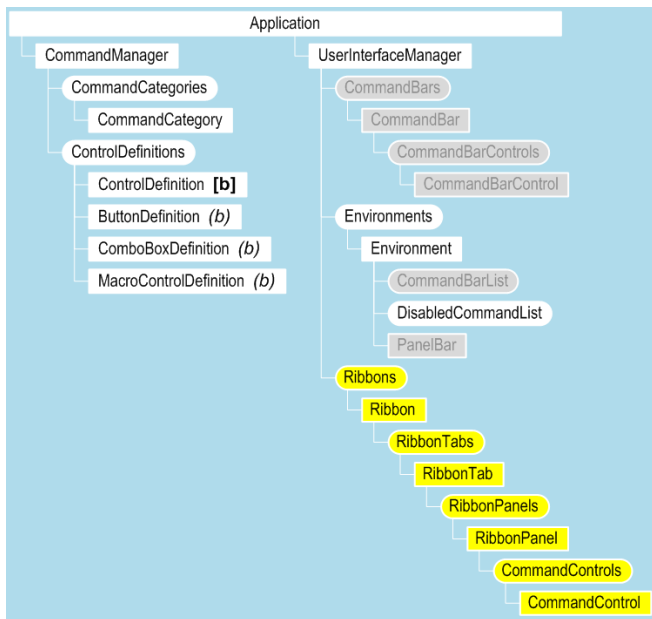 Application
CommandManager
CommandCategories
CommandCategory
ControlDefinitions
ControlDefinition [b]
ButtonDefinition (b)
ComboBoxDefinition (b)
MacroControlDefinition (b)
UserInterfaceManager
CommandBars
CommandBar
CommandBarControls
CommandBarControl
Environments
Environment
CommandBarList
DisabledCommandList
PanelBar
Ribbons
Ribbon
RibbonTabs
RibbonTab
RibbonPanels
RibbonPanel
CommandControls
CommandControl